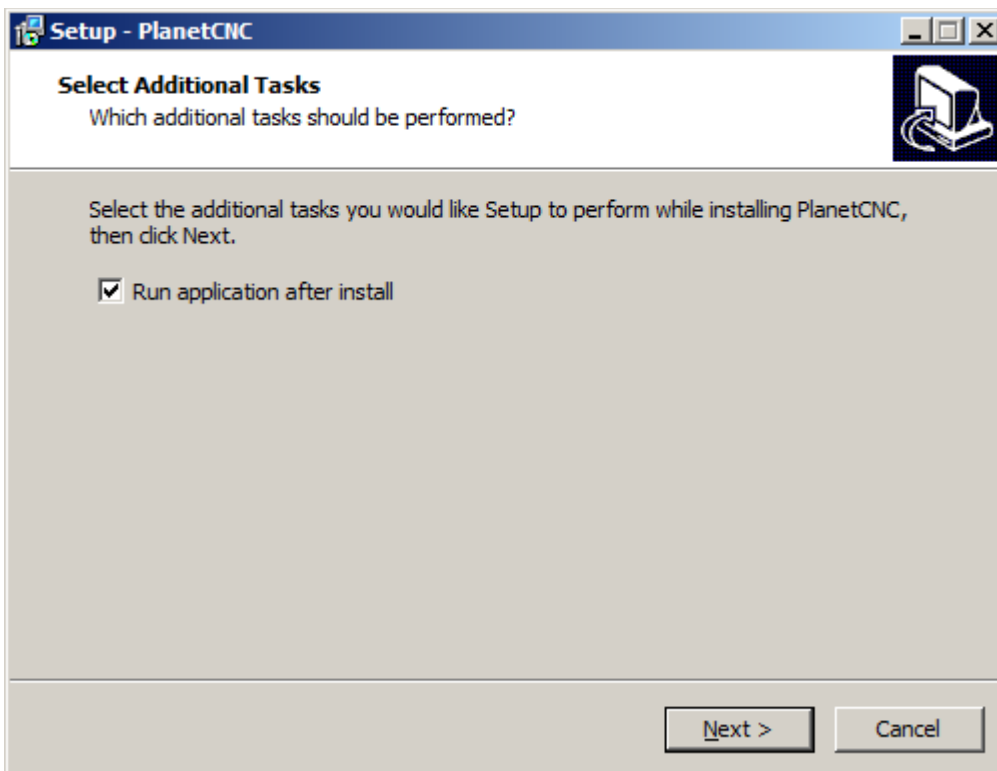 Setup - PlanetCNC
Select Additional Tasks
Which additional tasks should be performed?
Select the additional tasks you would like Setup to perform while installing PlanetCNC,
then click Next.
Run application after install
Next >
Cancel